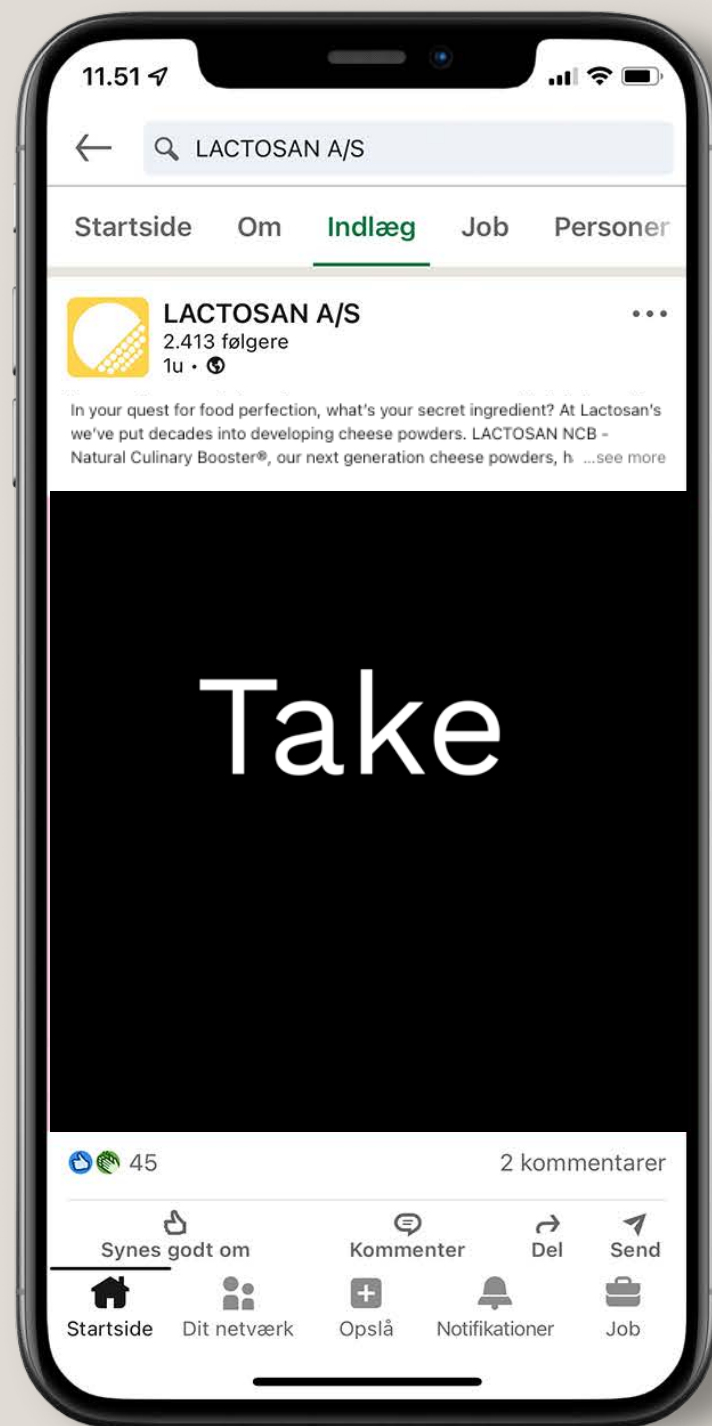 11.51
LACTOSAN A/S
Startside Om Indlæg Job Personer
LACTOSAN A/S
2.413 følgere
1u •
In your quest for food perfection, what's your secret ingredient? At Lactosan's
we've put decades into developing cheese powders. LACTOSAN NCB –
Natural Culinary Booster®, our next generation cheese powders, h ...see more
Take
45 2 kommentarer
Synes godt om Kommenter Del Send
Startside Dit netværk Opslå Notifikationer Job